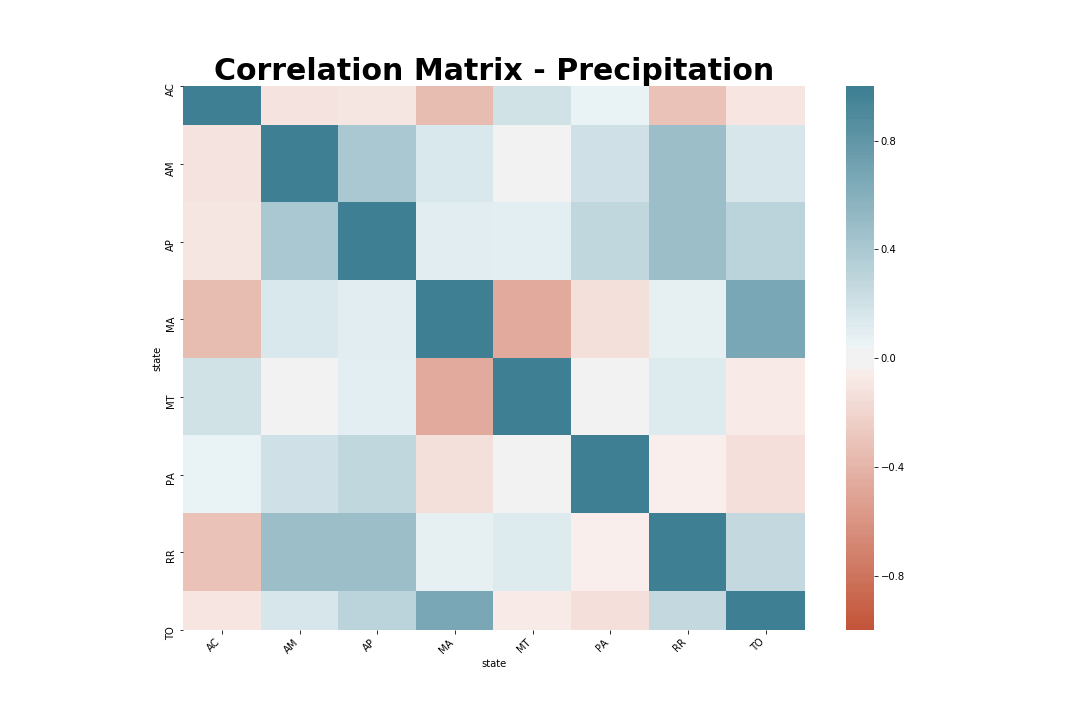 Correlation Matrix - Precipitation
AC
AM
AP
MA
MT
PA
RR
TO
state
AC
AM
AP
MA
MT
PA
RR
TO
state
0.8
0.4
0.0
−0.4
−0.8